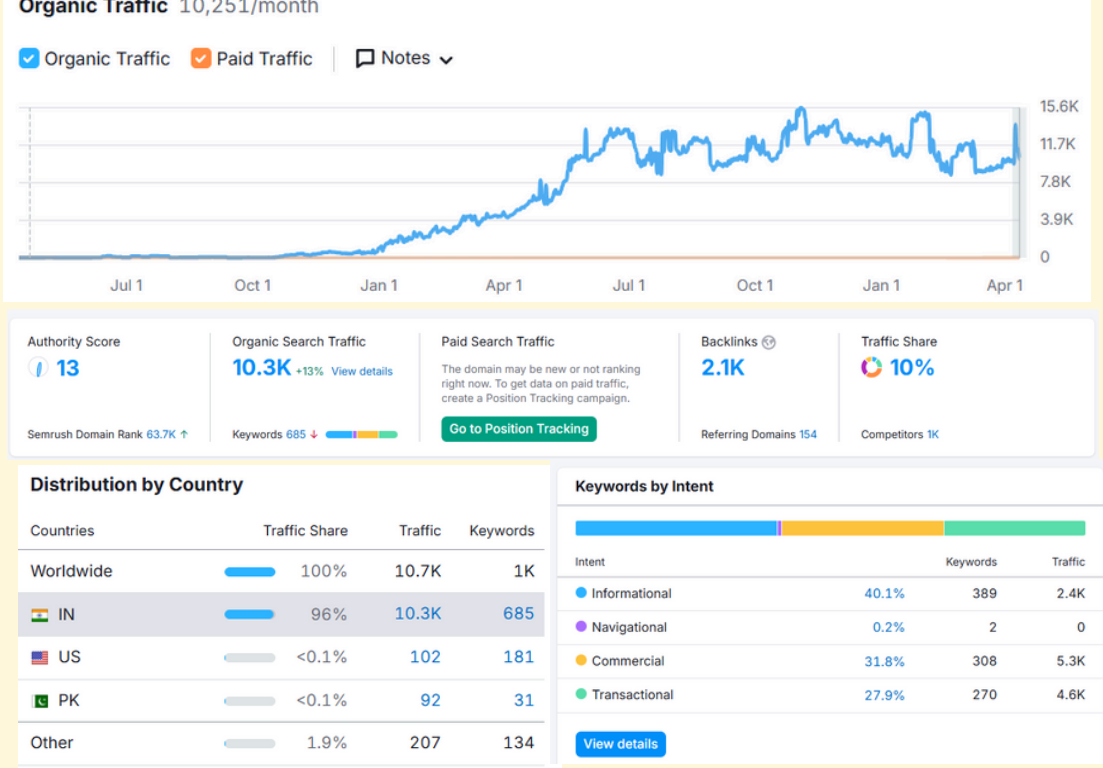 Organic Traffic 10,251/month
Organic Traffic Paid Traffic Notes
15.6K
11.7K
7.8K
3.9K
0
Jul 1 Oct 1 Jan 1 Apr 1 Jul 1 Oct 1 Jan 1 Apr 1
Authority Score
13
Semrush Domain Rank 63.7K ↑
Organic Search Traffic
10.3K +13% View details
Keywords 685 ↓
Paid Search Traffic
The domain may be new or not ranking
right now. To get data on paid traffic,
create a Position Tracking campaign.
Go to Position Tracking
Backlinks
2.1K
Referring Domains 154
Traffic Share
10%
Competitors 1K
Distribution by Country
Countries Traffic Share Traffic Keywords
Worldwide 100% 10.7K 1K
IN 96% 10.3K 685
US <0.1% 102 181
PK <0.1% 92 31
Other 1.9% 207 134
Keywords by Intent
Intent Keywords Traffic
Informational 40.1% 389 2.4K
Navigational 0.2% 2 0
Commercial 31.8% 308 5.3K
Transactional 27.9% 270 4.6K
View details